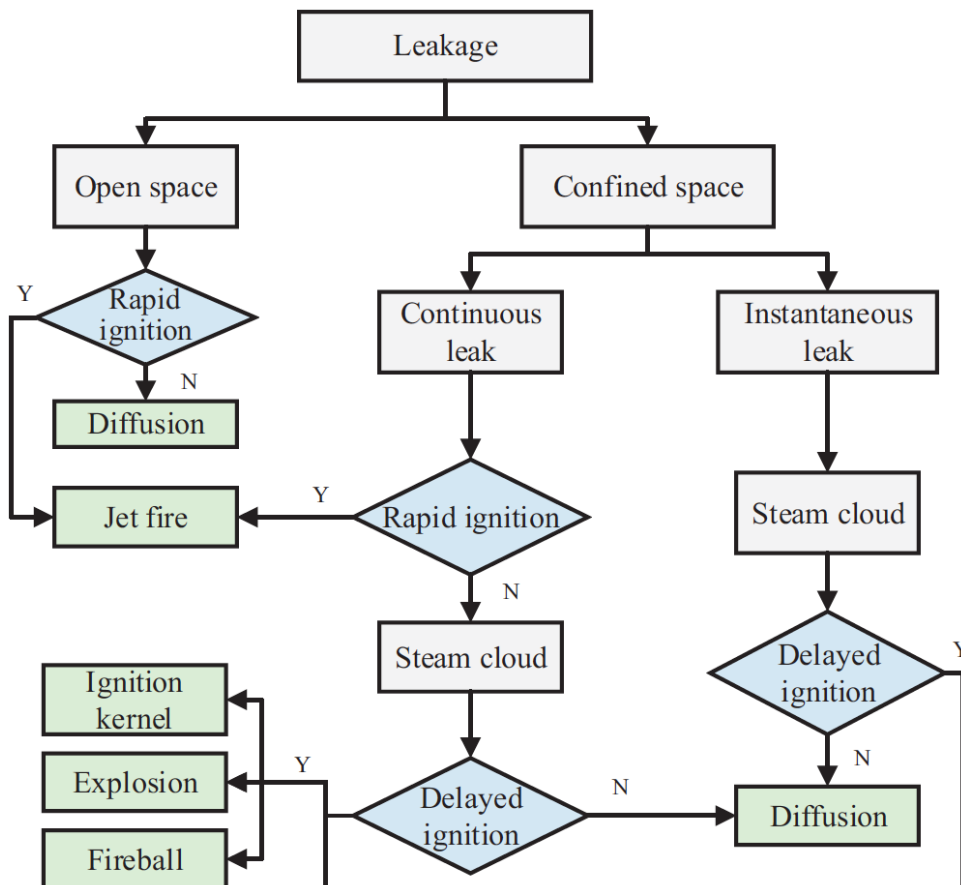 Leakage
Open space
Confined space
Y
Rapid
ignition
Continuous
leak
Instantaneous
leak
N
Diffusion
Y
Jet fire
Rapid ignition
Steam cloud
N
Steam cloud
Y
Delayed
ignition
Ignition
kernel
Y
N
Explosion
N
Delayed
ignition
Diffusion
Fireball